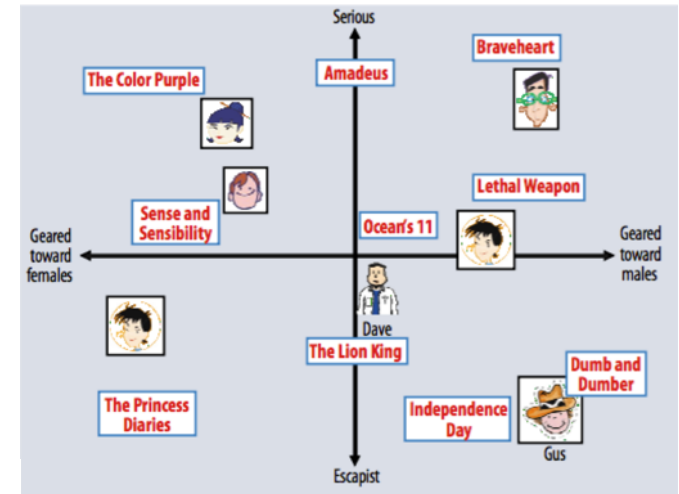 Serious
Braveheart
The Color Purple
Amadeus
Lethal Weapon
Sense and
Sensibility
Ocean's 11
Geared
toward
females
Geared
toward
males
Dave
The Lion King
Dumb and
Dumber
The Princess
Diaries
Independence
Day
Gus
Escapist